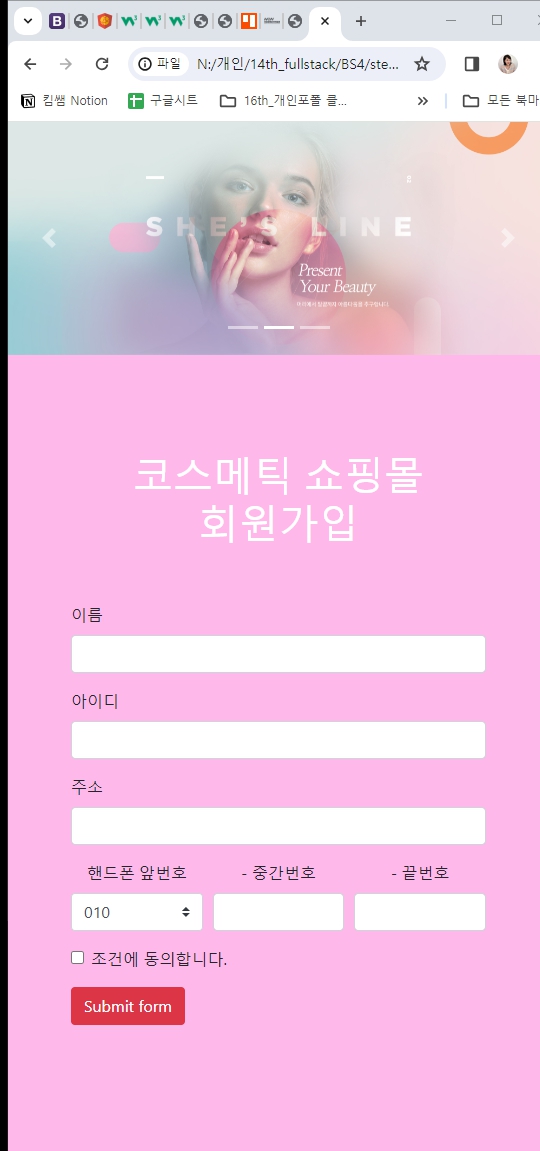 파일
N:/개인/14th_fullstack/BS4/ste...
킴쌤 Notion
구글시트
16th_개인포폴 클...
»
모든 북마
SHE'S LINE
Present
Your Beauty
코스메틱 쇼핑몰
회원가입
이름
아이디
주소
핸드폰 앞번호
- 중간번호
- 끝번호
010
조건에 동의합니다.
Submit form